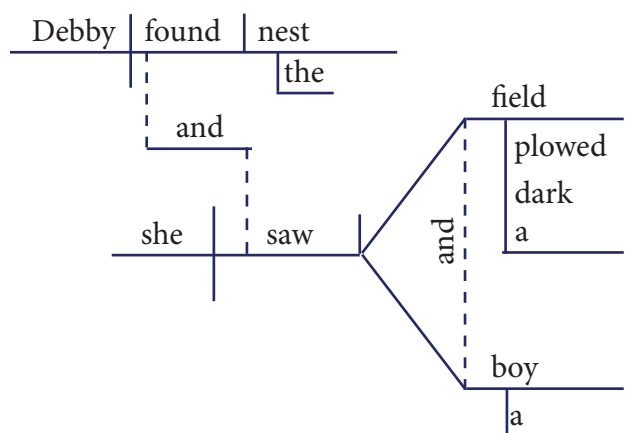 Debby found nest
the
and
field
plowed
dark
a
she saw
and
boy
a